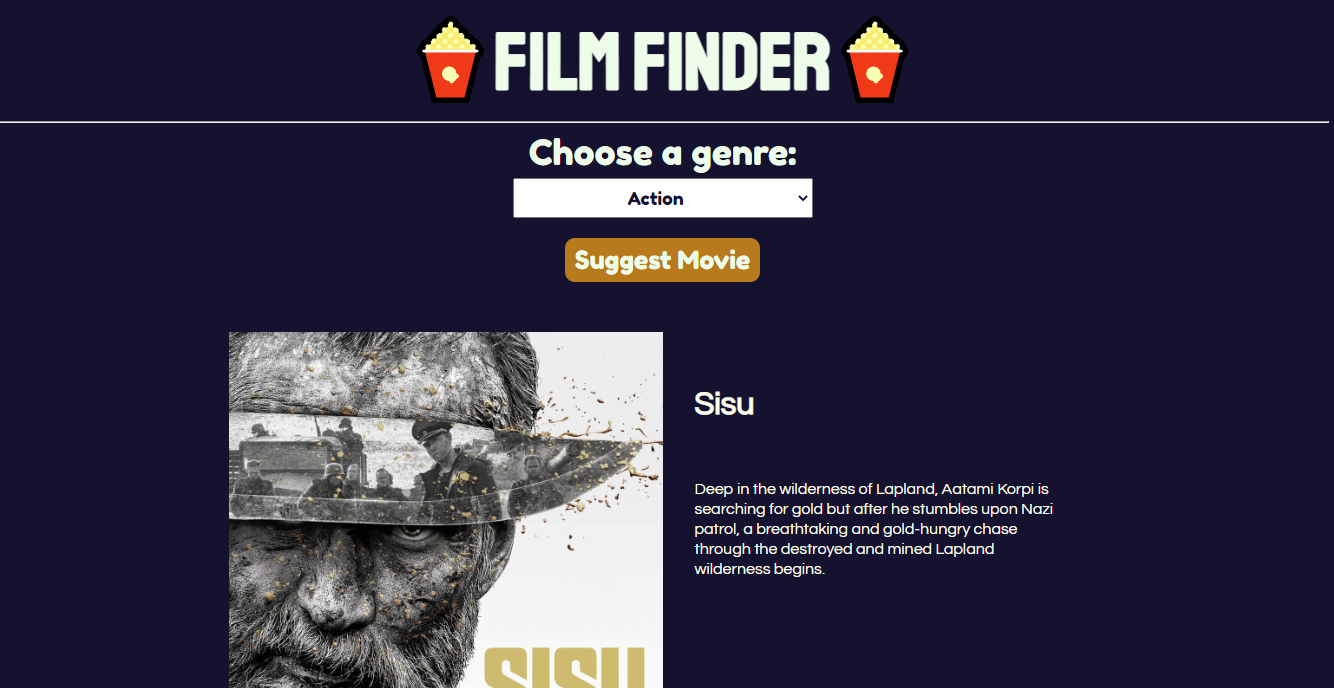 FILM FINDER
Choose a genre:
Action
Suggest Movie
Sisu
Deep in the wilderness of Lapland, Aatami Korpi is
searching for gold but after he stumbles upon Nazi
patrol, a breathtaking and gold-hungry chase
through the destroyed and mined Lapland
wilderness begins.
SISU